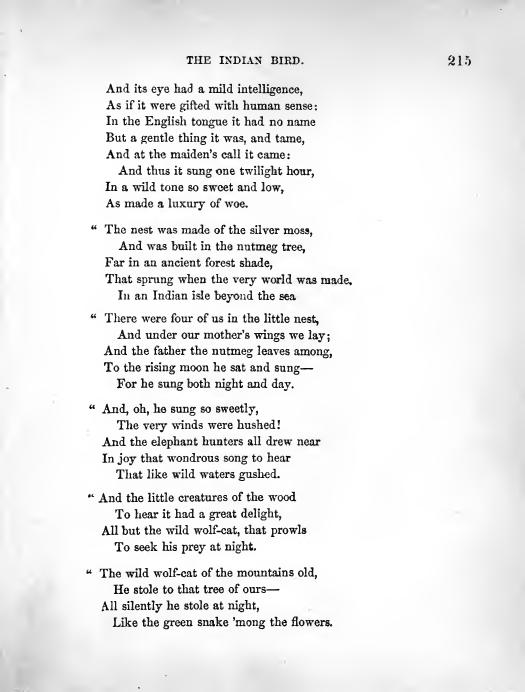 THE INDIAN BIRD. 215
And its eye had a mild intelligence,
As if it were gifted with human sense:
In the English tongue it had no name
But a gentle thing it was, and tame,
And at the maiden's call it came:
And thus it sung one twilight hour,
In a wild tone so sweet and low,
As made a luxury of woe.
“ The nest was made of the silver moss,
And was built in the nutmeg tree,
Far in an ancient forest shade,
That sprung when the very world was made,
In an Indian isle beyond the sea
“ There were four of us in the little nest,
And under our mother's wings we lay;
And the father the nutmeg leaves among,
To the rising moon he sat and sung—
For he sung both night and day.
“ And, oh, he sung so sweetly,
The very winds were hushed!
And the elephant hunters all drew near
In joy that wondrous song to hear
That like wild waters gushed.
“ And the little creatures of the wood
To hear it had a great delight,
All but the wild wolf-cat, that prowls
To seek his prey at night.
“ The wild wolf-cat of the mountains old,
He stole to that tree of ours—
All silently he stole at night,
Like the green snake 'mong the flowers.